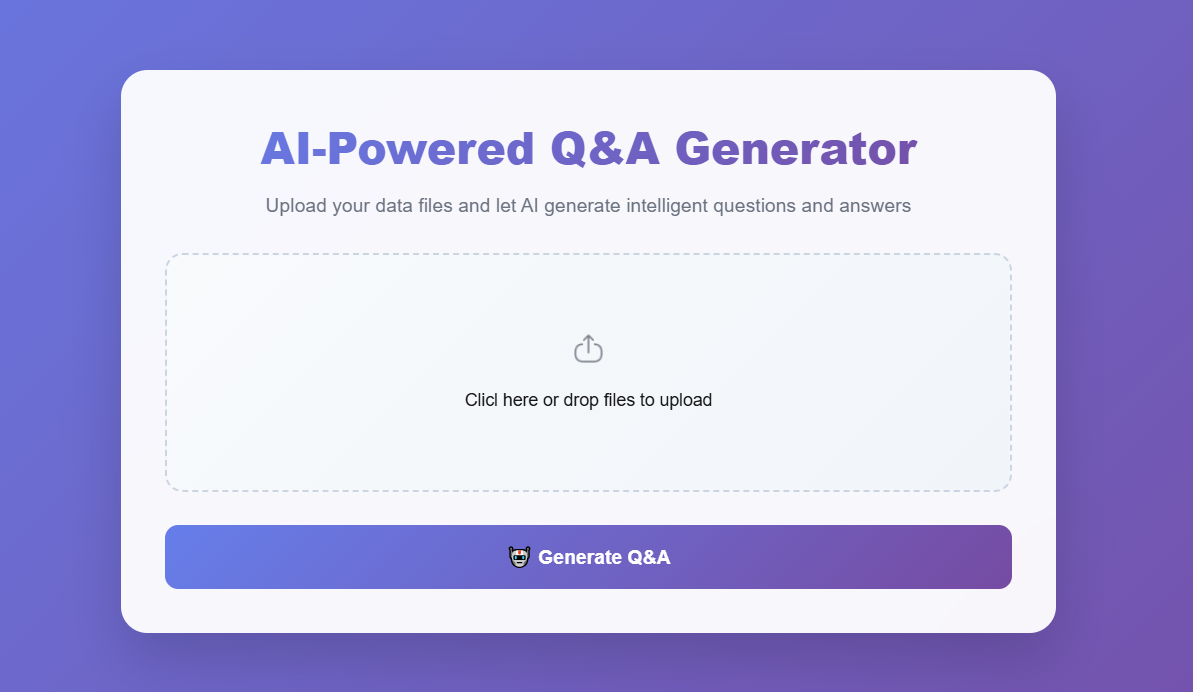 AI-Powered Q&A Generator
Upload your data files and let AI generate intelligent questions and answers
Clicl here or drop files to upload
Generate Q&A